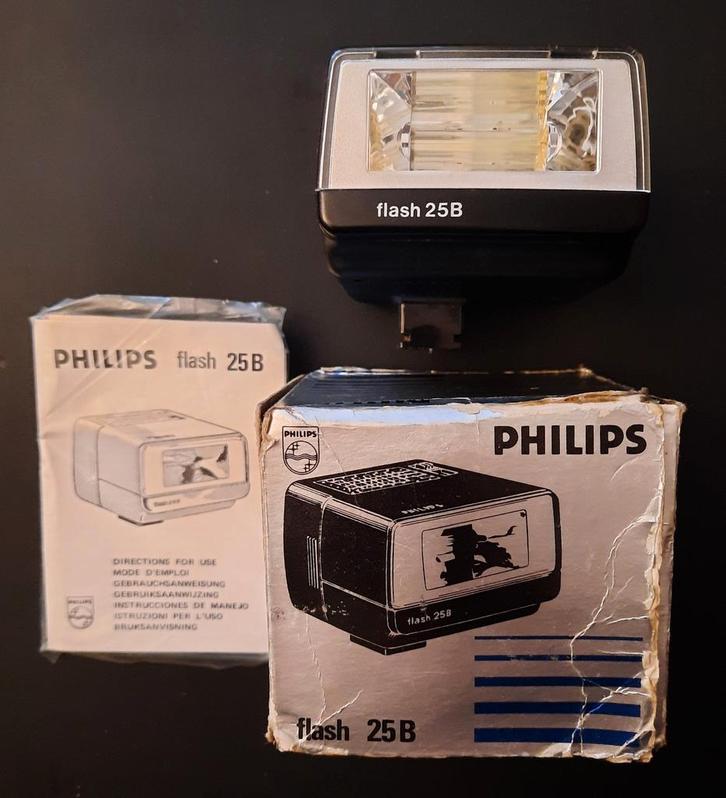 flash 25B
PHILIPS flash 25B
DIRECTIONS FOR USE
MODE D'EMPLOI
GEBRAUCHSANWEISUNG
GEBRUIKSAANWIJZING
INSTRUCCIONES DE MANEJO
ISTRUZIONI PER L'USO
BRUKSANVISNING
PHILIPS
PHILIPS
PHILIPS
flash 25B
flash 25B